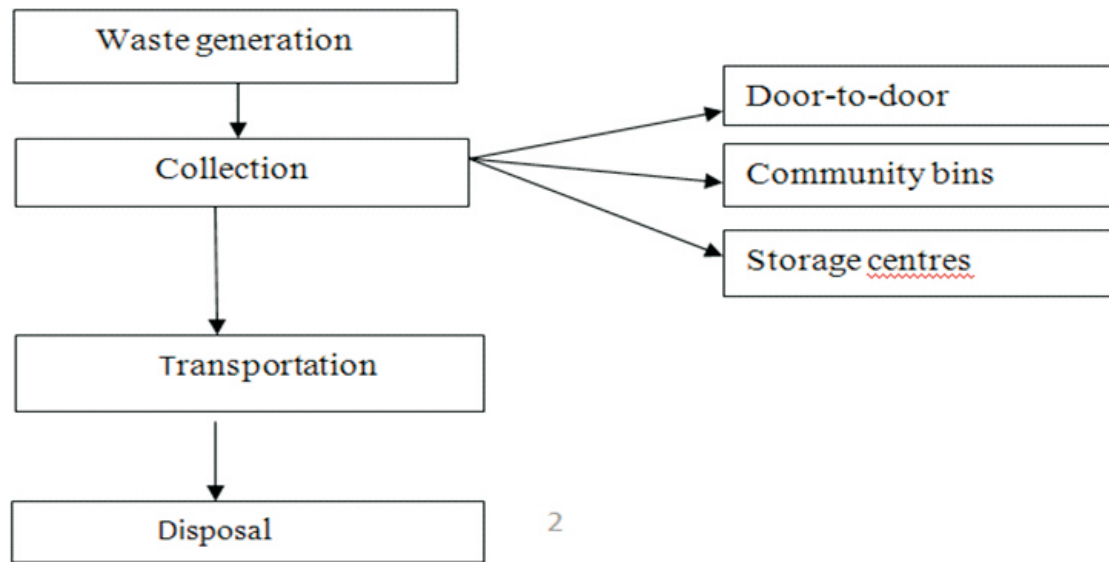 Waste generation
Door-to-door
Collection
Community bins
Storage centres
Transportation
Disposal
2